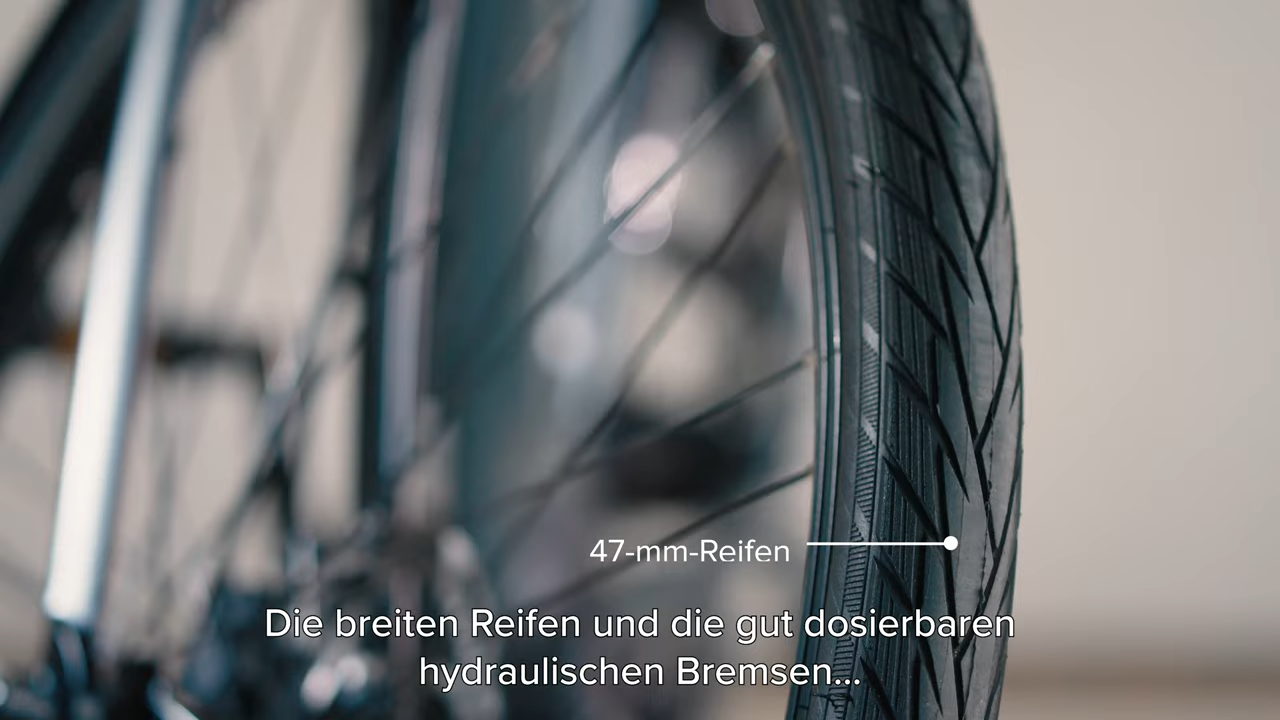 47-mm-Reifen
Die breiten Reifen und die gut dosierbaren
hydraulischen Bremsen...